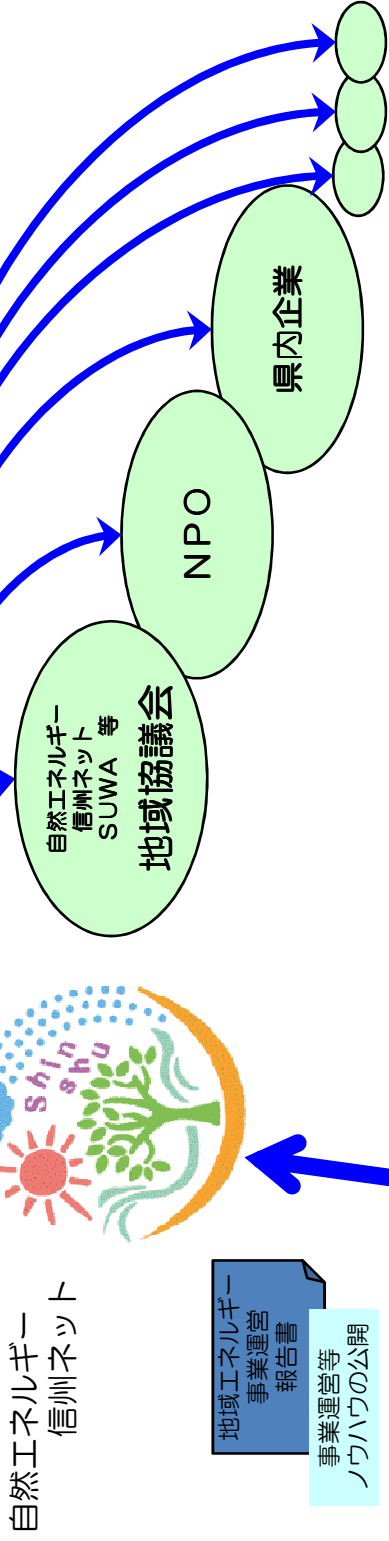 自然エネルギー
信州ネット
Shin
shu
地域エネルギー
事業運営
報告書
事業運営等
ノウハウの公開
自然エネルギー
信州ネット
SUWA 等
地域協議会
NPO
県内企業